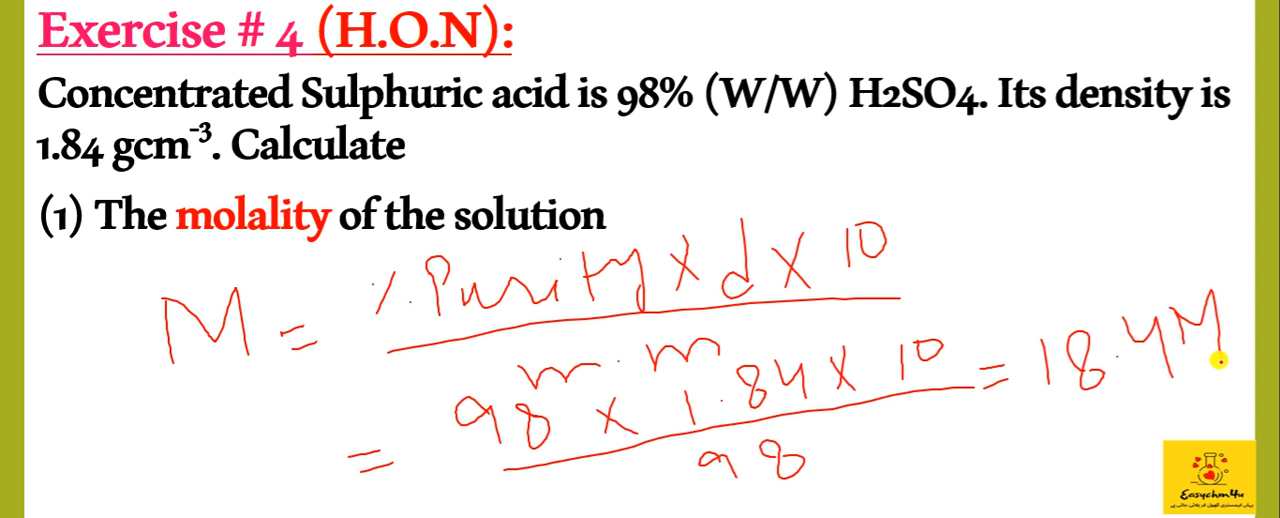 Exercise # 4 (H.O.N):
Concentrated Sulphuric acid is 98% (W/W) H2SO4. Its density is
1.84 gcm⁻³. Calculate
(1) The molality of the solution
M = %Purity x d x 10
m.m
= 98 x 1.84 x 10 = 18.4M
98
Easychm4u